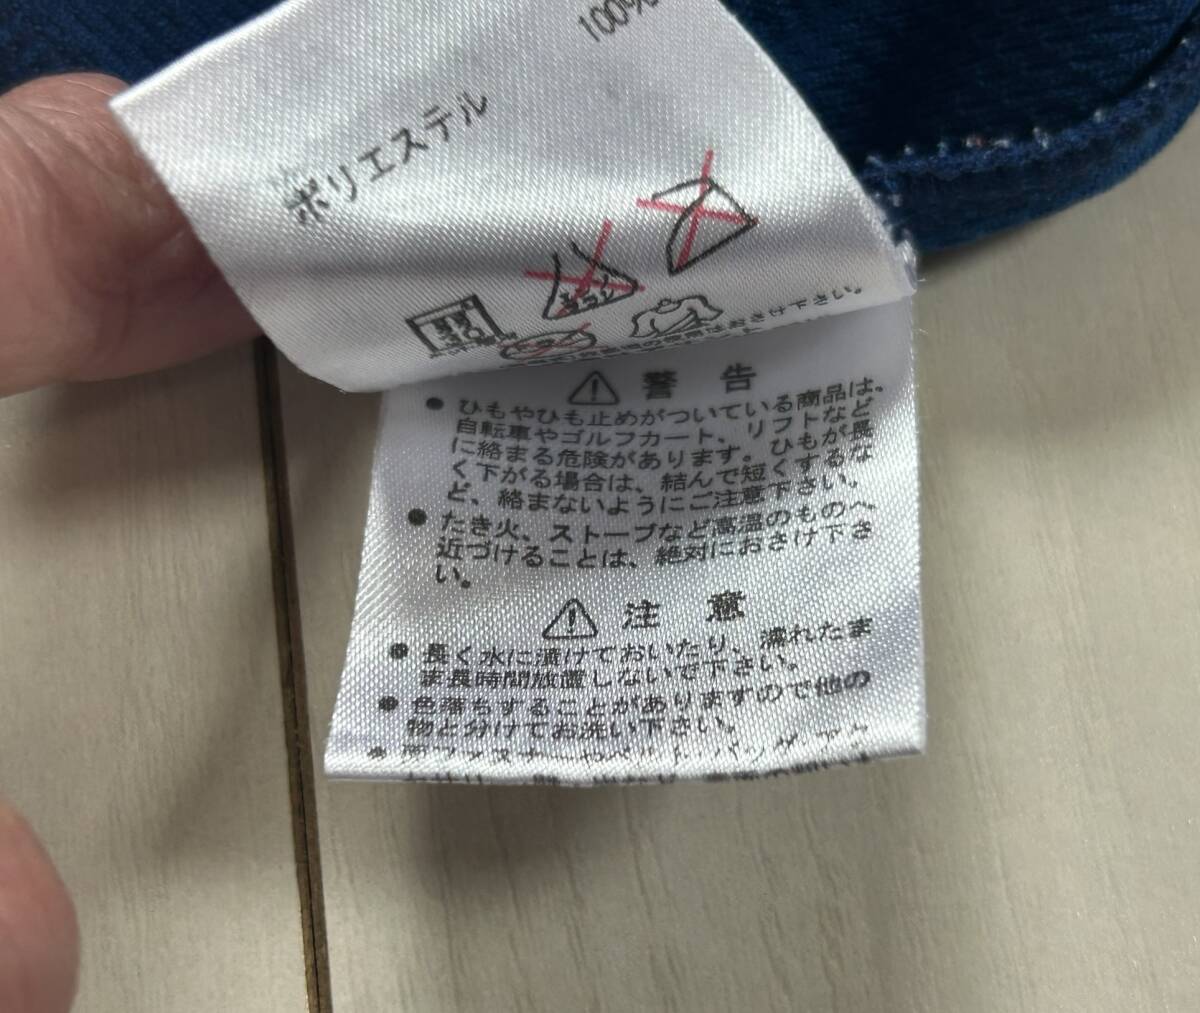 ポリエステル 100%
エンソ
サラシ
ドライ
警 告
● ひもやひも止めがついている商品は、
自転車やゴルフカート、リフトなど
に絡まる危険があります。ひもが長
く下がる場合は、結んで短くするな
ど、絡まないようにご注意下さい。
● たき火、ストーブなど高温のものへ
近づけることは、絶対におさけ下さ
い。
注 意
● 長く水に漬けておいたり、濡れたま
ま長時間放置しないで下さい。
● 色落ちすることがありますので他の
物と分けてお洗い下さい。